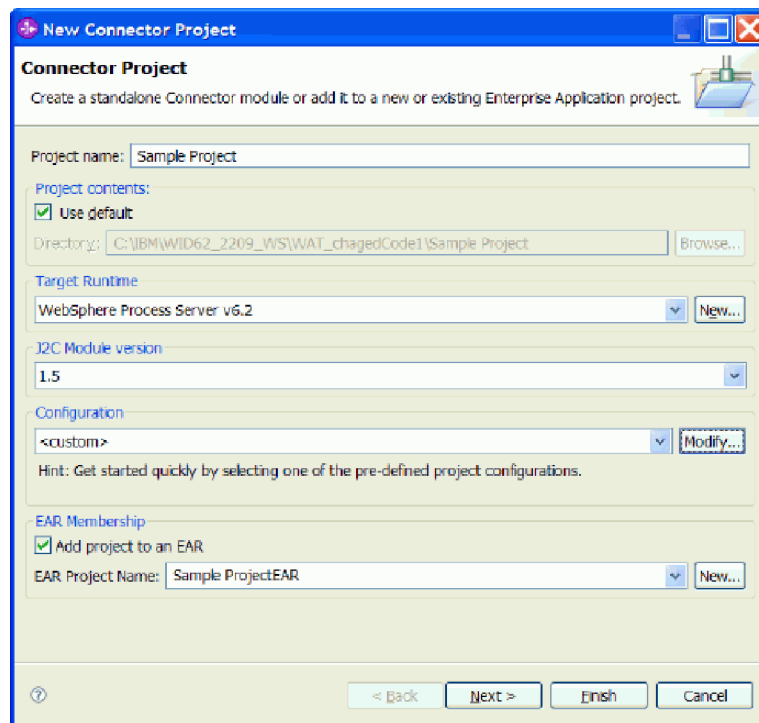 New Connector Project
Connector Project
Create a standalone Connector module or add it to a new or existing Enterprise Application project.
Project name: Sample Project
Project contents:
Use default
Directory: C:\IBM\WID62_2209_WS\WAT_chagedCode1\Sample Project Browse...
Target Runtime
WebSphere Process Server v6.2 New...
J2C Module version
1.5
Configuration
<custom> Modify...
Hint: Get started quickly by selecting one of the pre-defined project configurations.
EAR Membership
Add project to an EAR
EAR Project Name: Sample ProjectEAR New...
? < Back Next > Finish Cancel